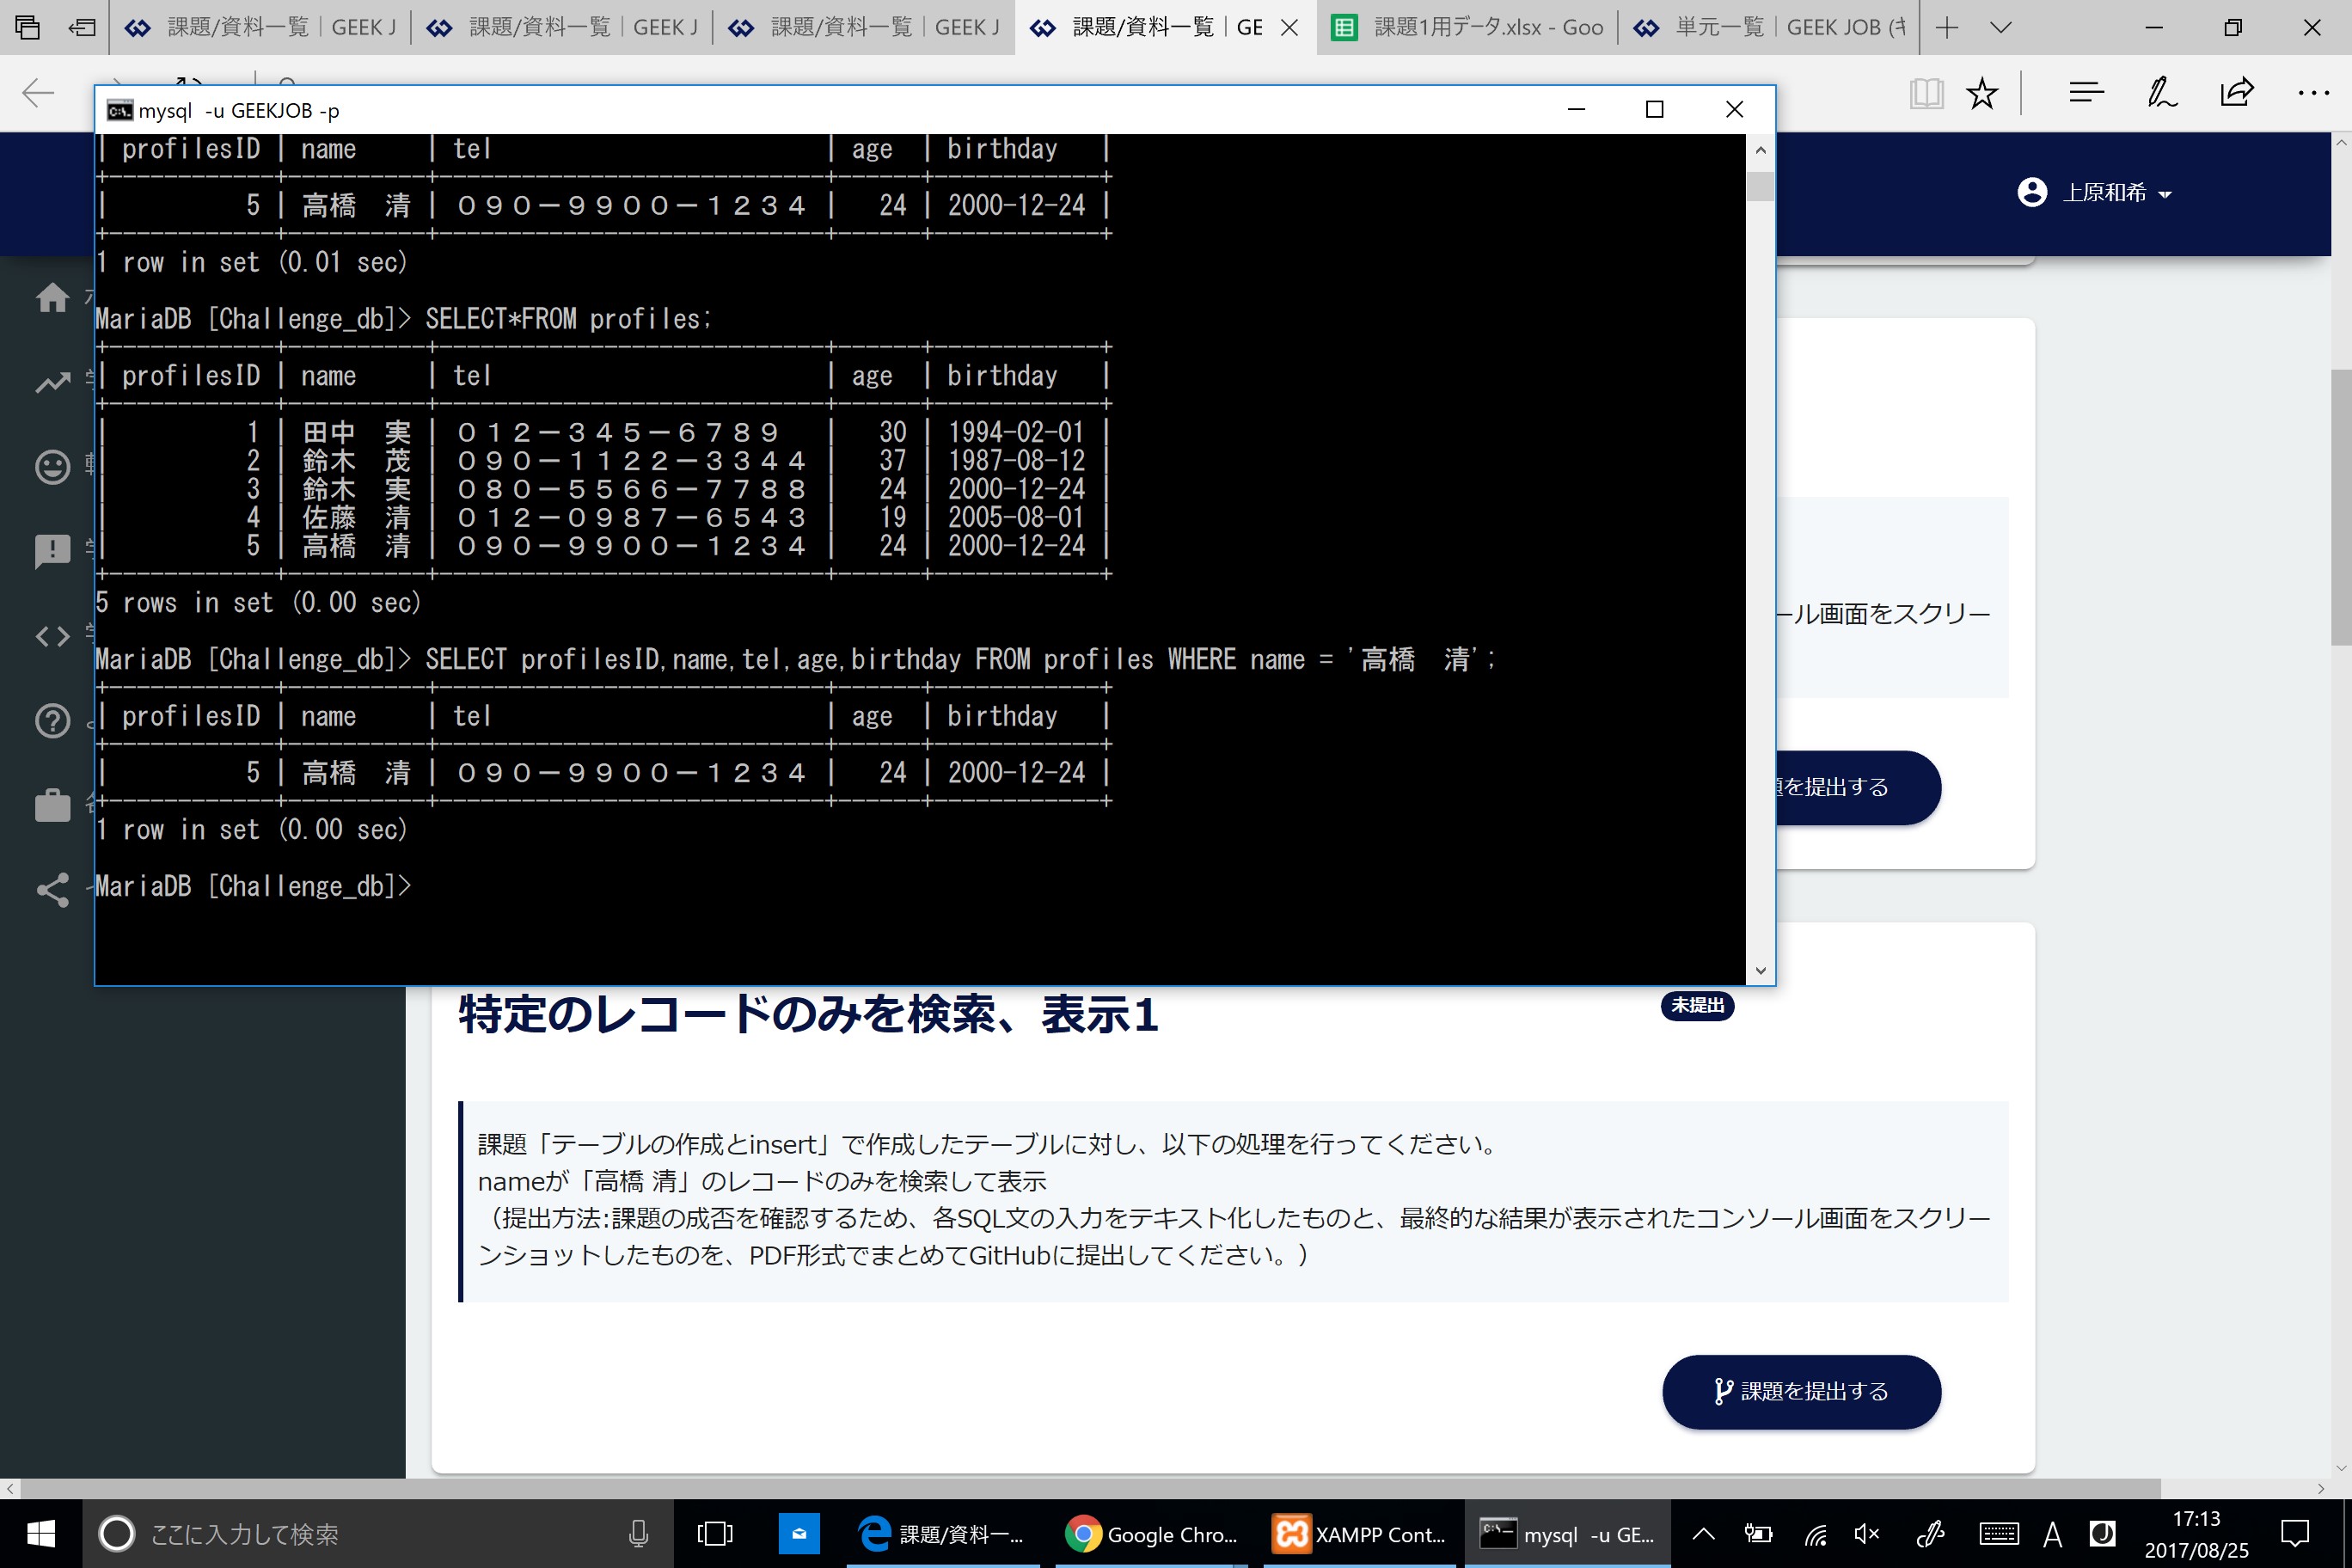 課題/資料一覧 | GEEK J
課題/資料一覧 | GEEK J
課題/資料一覧 | GEEK J
課題/資料一覧 | GE
課題1用データ.xlsx - Goo
単元一覧 | GEEK JOB (
mysql  -u GEEKJOB -p
上原和希
| profilesID | name | tel | age | birthday |
| 5 | 高橋　清 | ０９０－９９００－１２３４ | 24 | 2000-12-24 |
1 row in set (0.01 sec)
MariaDB [Challenge_db]> SELECT*FROM profiles;
| profilesID | name | tel | age | birthday |
| 1 | 田中　実 | ０１２－３４５－６７８９ | 30 | 1994-02-01 |
| 2 | 鈴木　茂 | ０９０－１１２２－３３４４ | 37 | 1987-08-12 |
| 3 | 鈴木　実 | ０８０－５５６６－７７８８ | 24 | 2000-12-24 |
| 4 | 佐藤　清 | ０１２－０９８７－６５４３ | 19 | 2005-08-01 |
| 5 | 高橋　清 | ０９０－９９００－１２３４ | 24 | 2000-12-24 |
5 rows in set (0.00 sec)
MariaDB [Challenge_db]> SELECT profilesID,name,tel,age,birthday FROM profiles WHERE name = '高橋　清';
| profilesID | name | tel | age | birthday |
| 5 | 高橋　清 | ０９０－９９００－１２３４ | 24 | 2000-12-24 |
1 row in set (0.00 sec)
MariaDB [Challenge_db]>
ール画面をスクリー
を提出する
特定のレコードのみを検索、表示1
未提出
課題「テーブルの作成とinsert」で作成したテーブルに対し、以下の処理を行ってください。
nameが「高橋 清」のレコードのみを検索して表示
（提出方法:課題の成否を確認するため、各SQL文の入力をテキスト化したものと、最終的な結果が表示されたコンソール画面をスクリー
ンショットしたものを、PDF形式でまとめてGitHubに提出してください。）
課題を提出する
ここに入力して検索
課題/資料一...
Google Chro...
XAMPP Cont...
mysql  -u GE...
A
17:13
2017/08/25